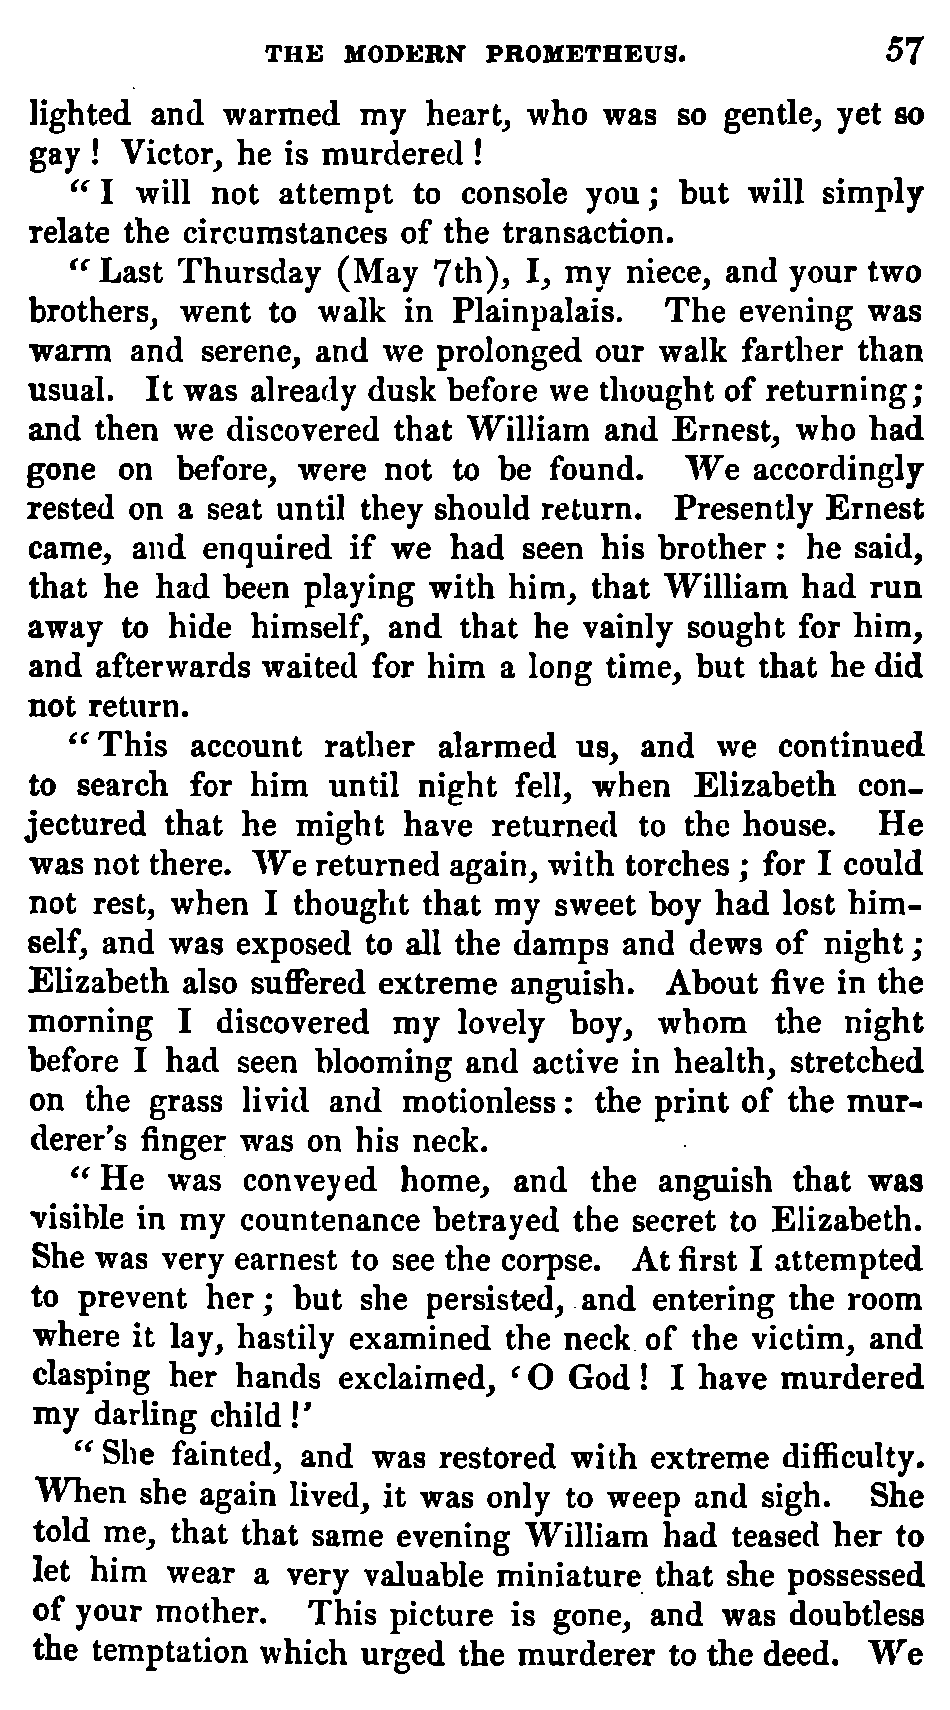 THE MODERN PROMETHEUS. 57
lighted and warmed my heart, who was so gentle, yet so
gay ! Victor, he is murdered !
“ I will not attempt to console you ; but will simply
relate the circumstances of the transaction.
“ Last Thursday (May 7th), I, my niece, and your two
brothers, went to walk in Plainpalais. The evening was
warm and serene, and we prolonged our walk farther than
usual. It was already dusk before we thought of returning ;
and then we discovered that William and Ernest, who had
gone on before, were not to be found. We accordingly
rested on a seat until they should return. Presently Ernest
came, and enquired if we had seen his brother : he said,
that he had been playing with him, that William had run
away to hide himself, and that he vainly sought for him,
and afterwards waited for him a long time, but that he did
not return.
“ This account rather alarmed us, and we continued
to search for him until night fell, when Elizabeth con-
jectured that he might have returned to the house. He
was not there. We returned again, with torches ; for I could
not rest, when I thought that my sweet boy had lost him-
self, and was exposed to all the damps and dews of night ;
Elizabeth also suffered extreme anguish. About five in the
morning I discovered my lovely boy, whom the night
before I had seen blooming and active in health, stretched
on the grass livid and motionless : the print of the mur-
derer's finger was on his neck.
“ He was conveyed home, and the anguish that was
visible in my countenance betrayed the secret to Elizabeth.
She was very earnest to see the corpse. At first I attempted
to prevent her ; but she persisted, and entering the room
where it lay, hastily examined the neck of the victim, and
clasping her hands exclaimed, ‘ O God ! I have murdered
my darling child !’
“ She fainted, and was restored with extreme difficulty.
When she again lived, it was only to weep and sigh. She
told me, that that same evening William had teased her to
let him wear a very valuable miniature that she possessed
of your mother. This picture is gone, and was doubtless
the temptation which urged the murderer to the deed. We